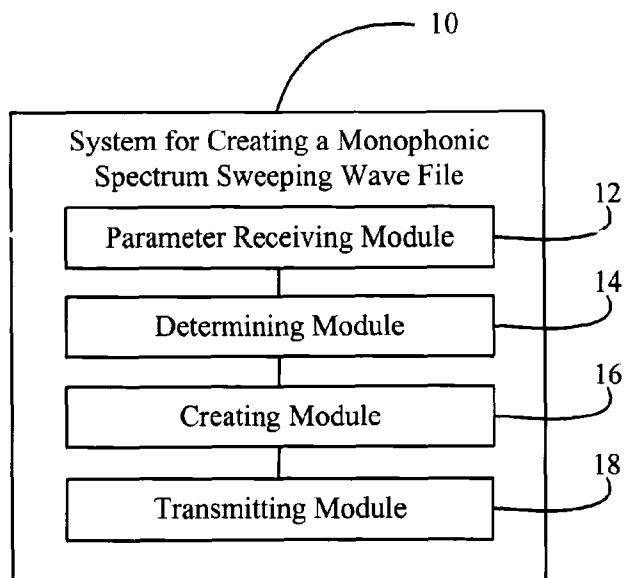 10
System for Creating a Monophonic
Spectrum Sweeping Wave File
12
Parameter Receiving Module
14
Determining Module
16
Creating Module
18
Transmitting Module